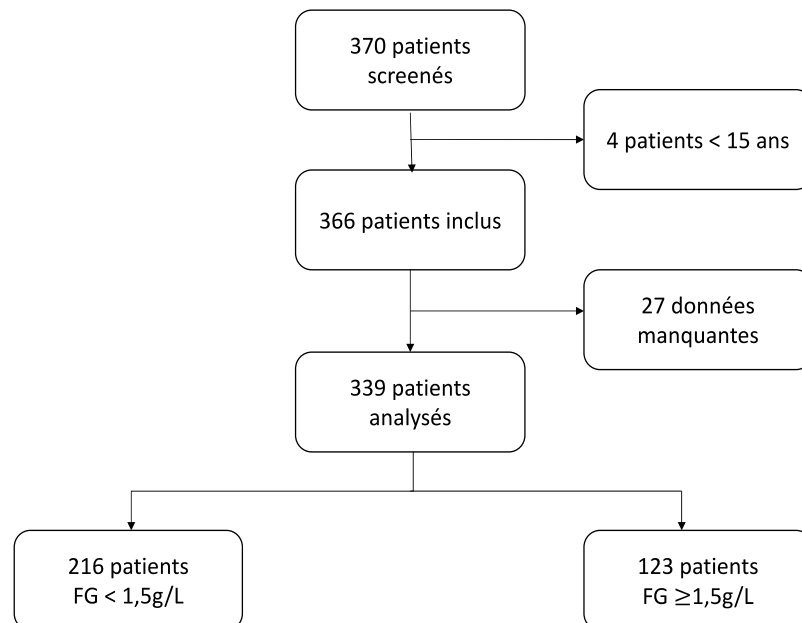 370 patients
screenés
4 patients < 15 ans
366 patients inclus
27 données
manquantes
339 patients
analysés
216 patients
FG < 1,5g/L
123 patients
FG ≥1,5g/L